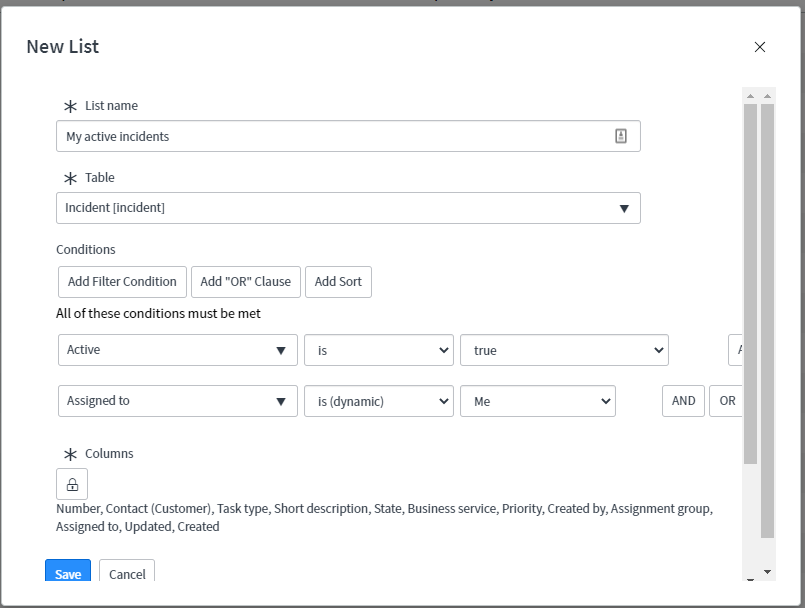 New List
List name
My active incidents
Table
Incident [incident]
Conditions
Add Filter Condition Add "OR" Clause Add Sort
All of these conditions must be met
Active is true
Assigned to is (dynamic) Me AND OR
Columns
Number, Contact (Customer), Task type, Short description, State, Business service, Priority, Created by, Assignment group,
Assigned to, Updated, Created
Save Cancel